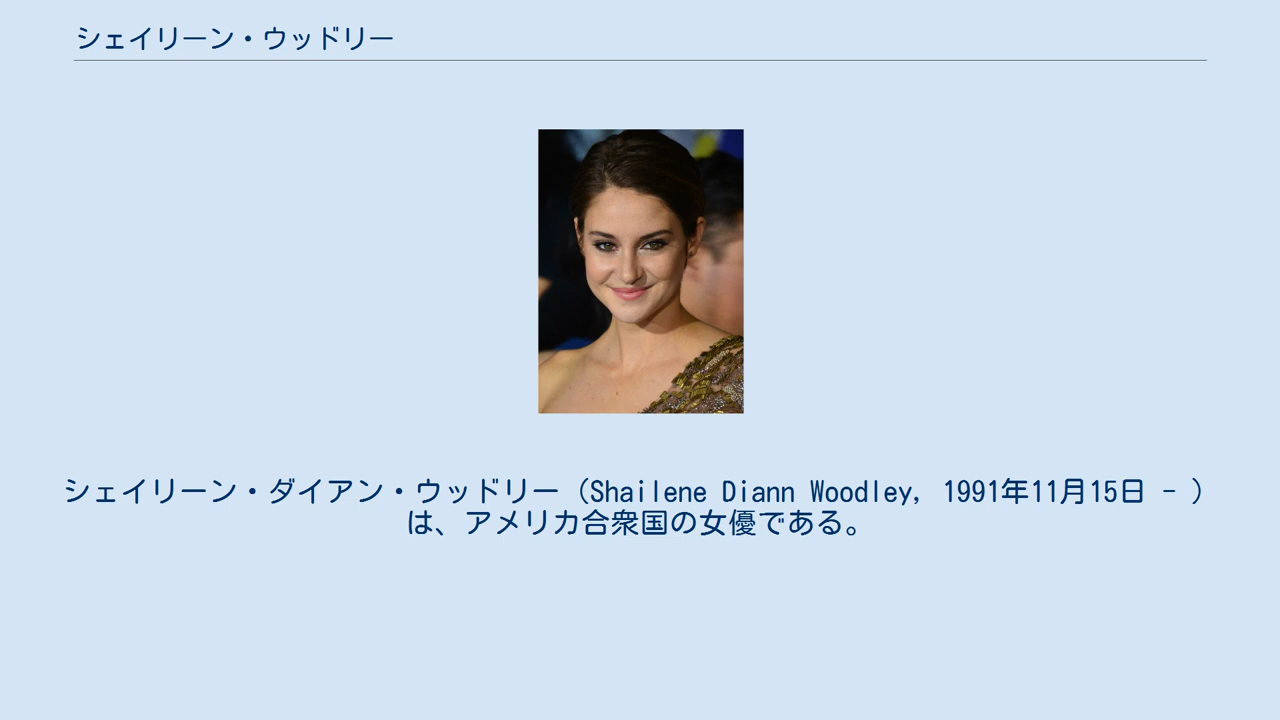 シェイリーン・ウッドリー
シェイリーン・ダイアン・ウッドリー（Shailene Diann Woodley, 1991年11月15日 - ）
は、アメリカ合衆国の女優である。